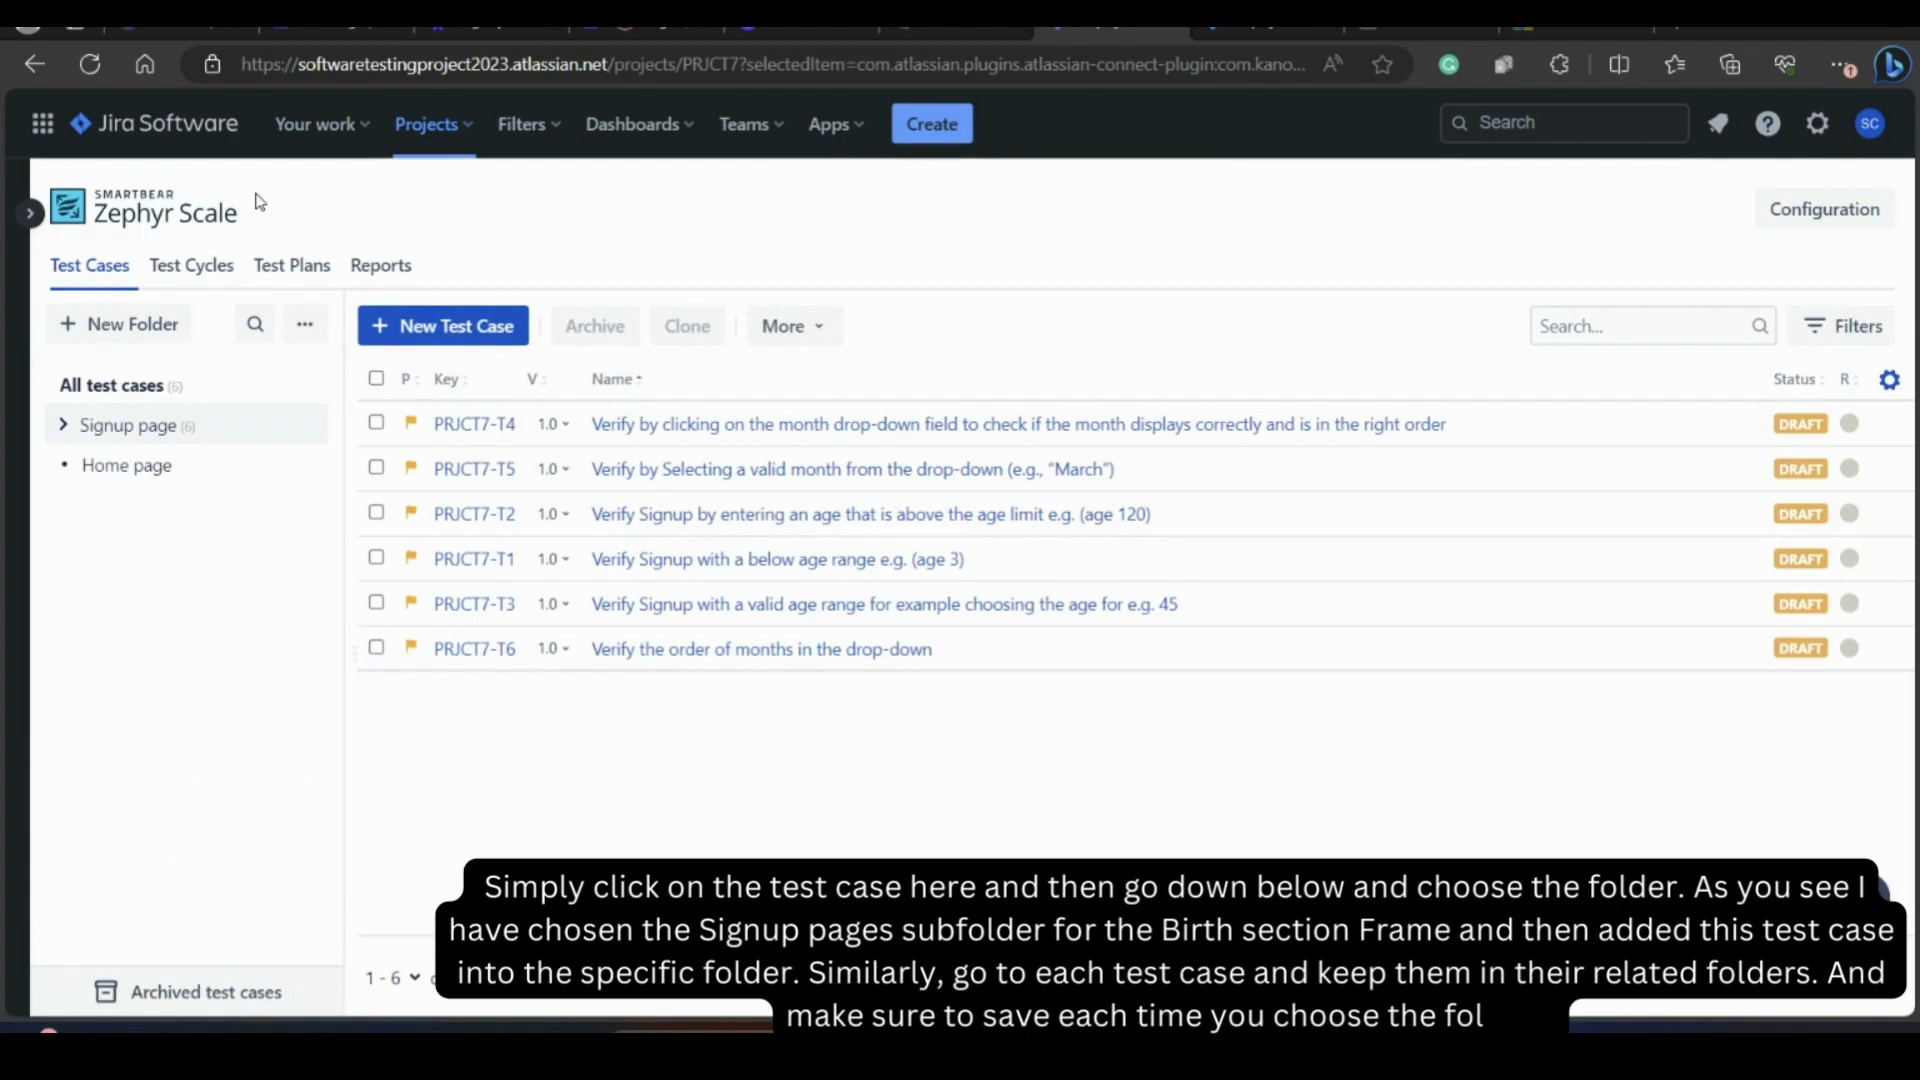 https://softwaretestingproject2023.atlassian.net/projects/PRJCT7?selectedItem=com.atlassian.plugins.atlassian-connect-plugin:com.kano...
Jira Software Your work Projects Filters Dashboards Teams Apps Create Search SC
SMARTBEAR
Zephyr Scale
Configuration
Test Cases Test Cycles Test Plans Reports
+ New Folder ... + New Test Case Archive Clone More Search... Filters
All test cases (6)
Signup page (6)
• Home page
P Key V Name Status R
PRJCT7-T4 1.0 Verify by clicking on the month drop-down field to check if the month displays correctly and is in the right order DRAFT
PRJCT7-T5 1.0 Verify by Selecting a valid month from the drop-down (e.g., “March”) DRAFT
PRJCT7-T2 1.0 Verify Signup by entering an age that is above the age limit e.g. (age 120) DRAFT
PRJCT7-T1 1.0 Verify Signup with a below age range e.g. (age 3) DRAFT
PRJCT7-T3 1.0 Verify Signup with a valid age range for example choosing the age for e.g. 45 DRAFT
PRJCT7-T6 1.0 Verify the order of months in the drop-down DRAFT
Archived test cases
1 - 6
Simply click on the test case here and then go down below and choose the folder. As you see I
have chosen the Signup pages subfolder for the Birth section Frame and then added this test case
into the specific folder. Similarly, go to each test case and keep them in their related folders. And
make sure to save each time you choose the fol